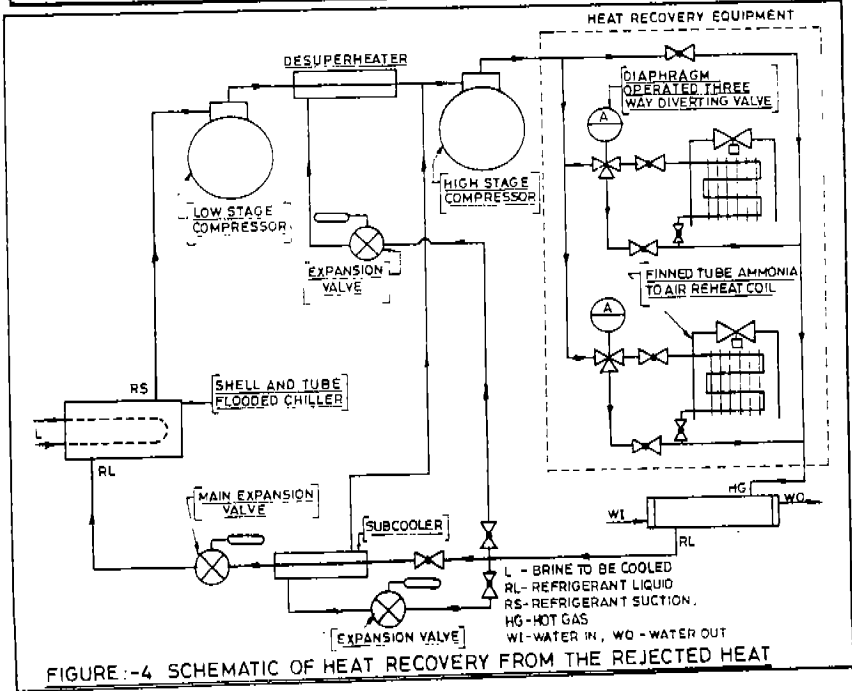 HEAT RECOVERY EQUIPMENT
DESUPERHEATER
DIAPHRAGM
OPERATED THREE
WAY DIVERTING VALVE
A
LOW STAGE
COMPRESSOR
HIGH STAGE
COMPRESSOR
EXPANSION
VALVE
FINNED TUBE AMMONIA
TO AIR REHEAT COIL
A
RS
SHELL AND TUBE
FLOODED CHILLER
L
RL
MAIN EXPANSION
VALVE
SUBCOOLER
HG
WO
WI
RL
EXPANSION VALVE
L - BRINE TO BE COOLED
RL- REFRIGERANT LIQUID
RS-REFRIGERANT SUCTION.
HG-HOT GAS
WI-WATER IN, WO - WATER OUT
FIGURE:-4 SCHEMATIC OF HEAT RECOVERY FROM THE REJECTED HEAT